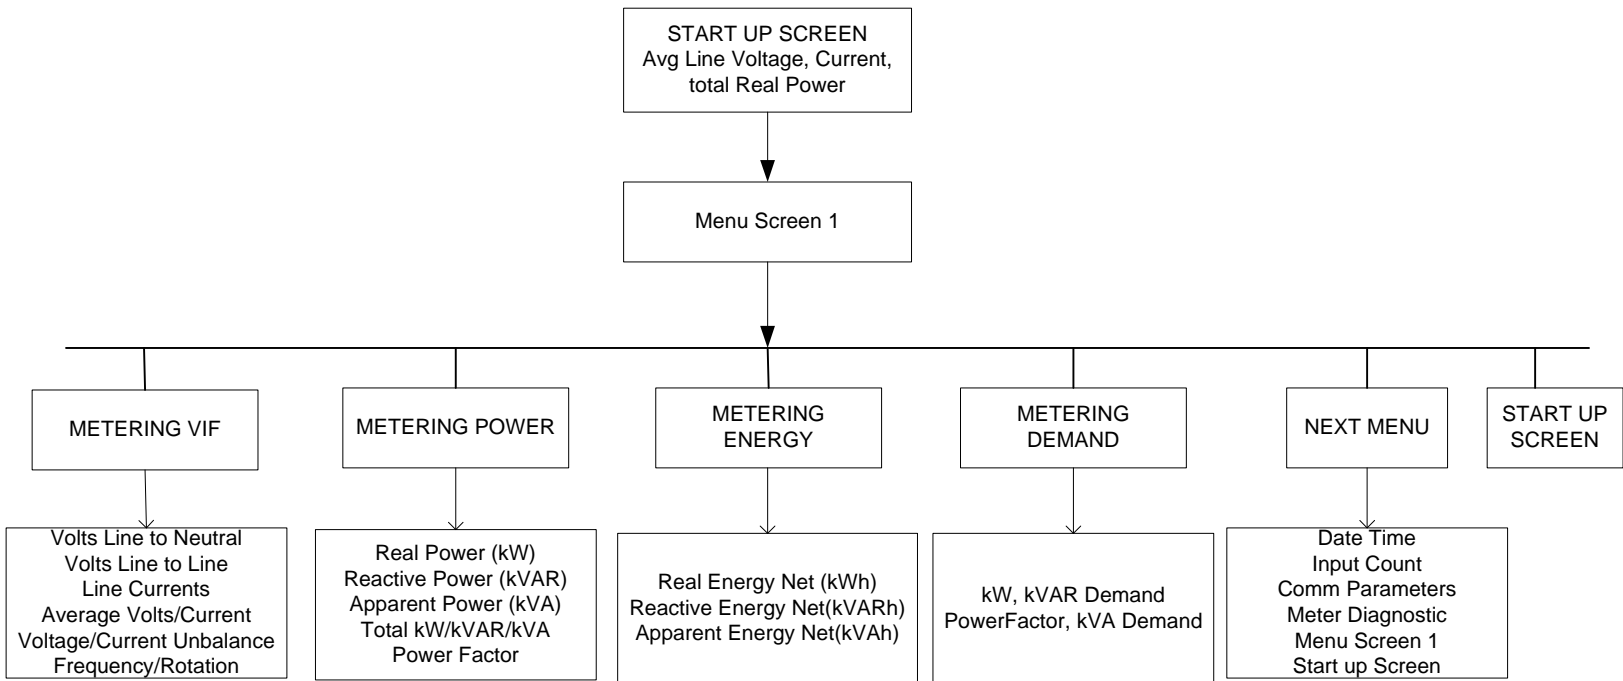 START UP SCREEN
Avg Line Voltage, Current,
total Real Power
Menu Screen 1
METERING VIF
METERING POWER
METERING
ENERGY
METERING
DEMAND
NEXT MENU
START UP
SCREEN
Volts Line to Neutral
Volts Line to Line
Line Currents
Average Volts/Current
Voltage/Current Unbalance
Frequency/Rotation
Real Power (kW)
Reactive Power (kVAR)
Apparent Power (kVA)
Total kW/kVAR/kVA
Power Factor
Real Energy Net (kWh)
Reactive Energy Net(kVARh)
Apparent Energy Net(kVAh)
kW, kVAR Demand
PowerFactor, kVA Demand
Date Time
Input Count
Comm Parameters
Meter Diagnostic
Menu Screen 1
Start up Screen